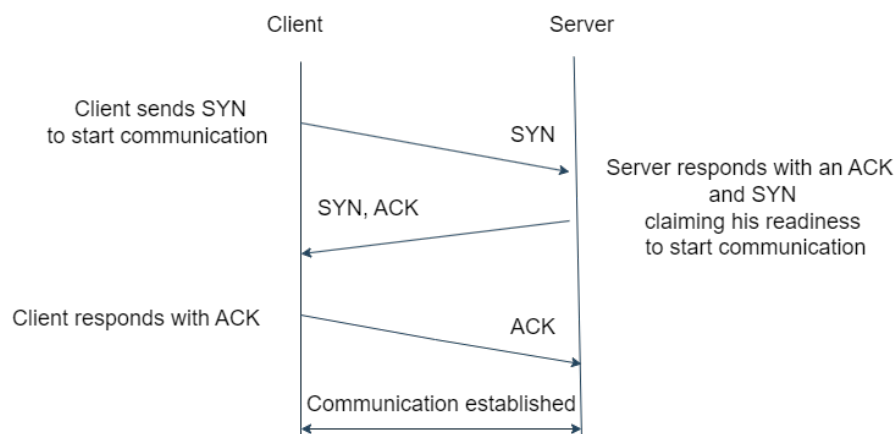 Client
Server
Client sends SYN
to start communication
SYN
Server responds with an ACK
and SYN
claiming his readiness
to start communication
SYN, ACK
Client responds with ACK
ACK
Communication established